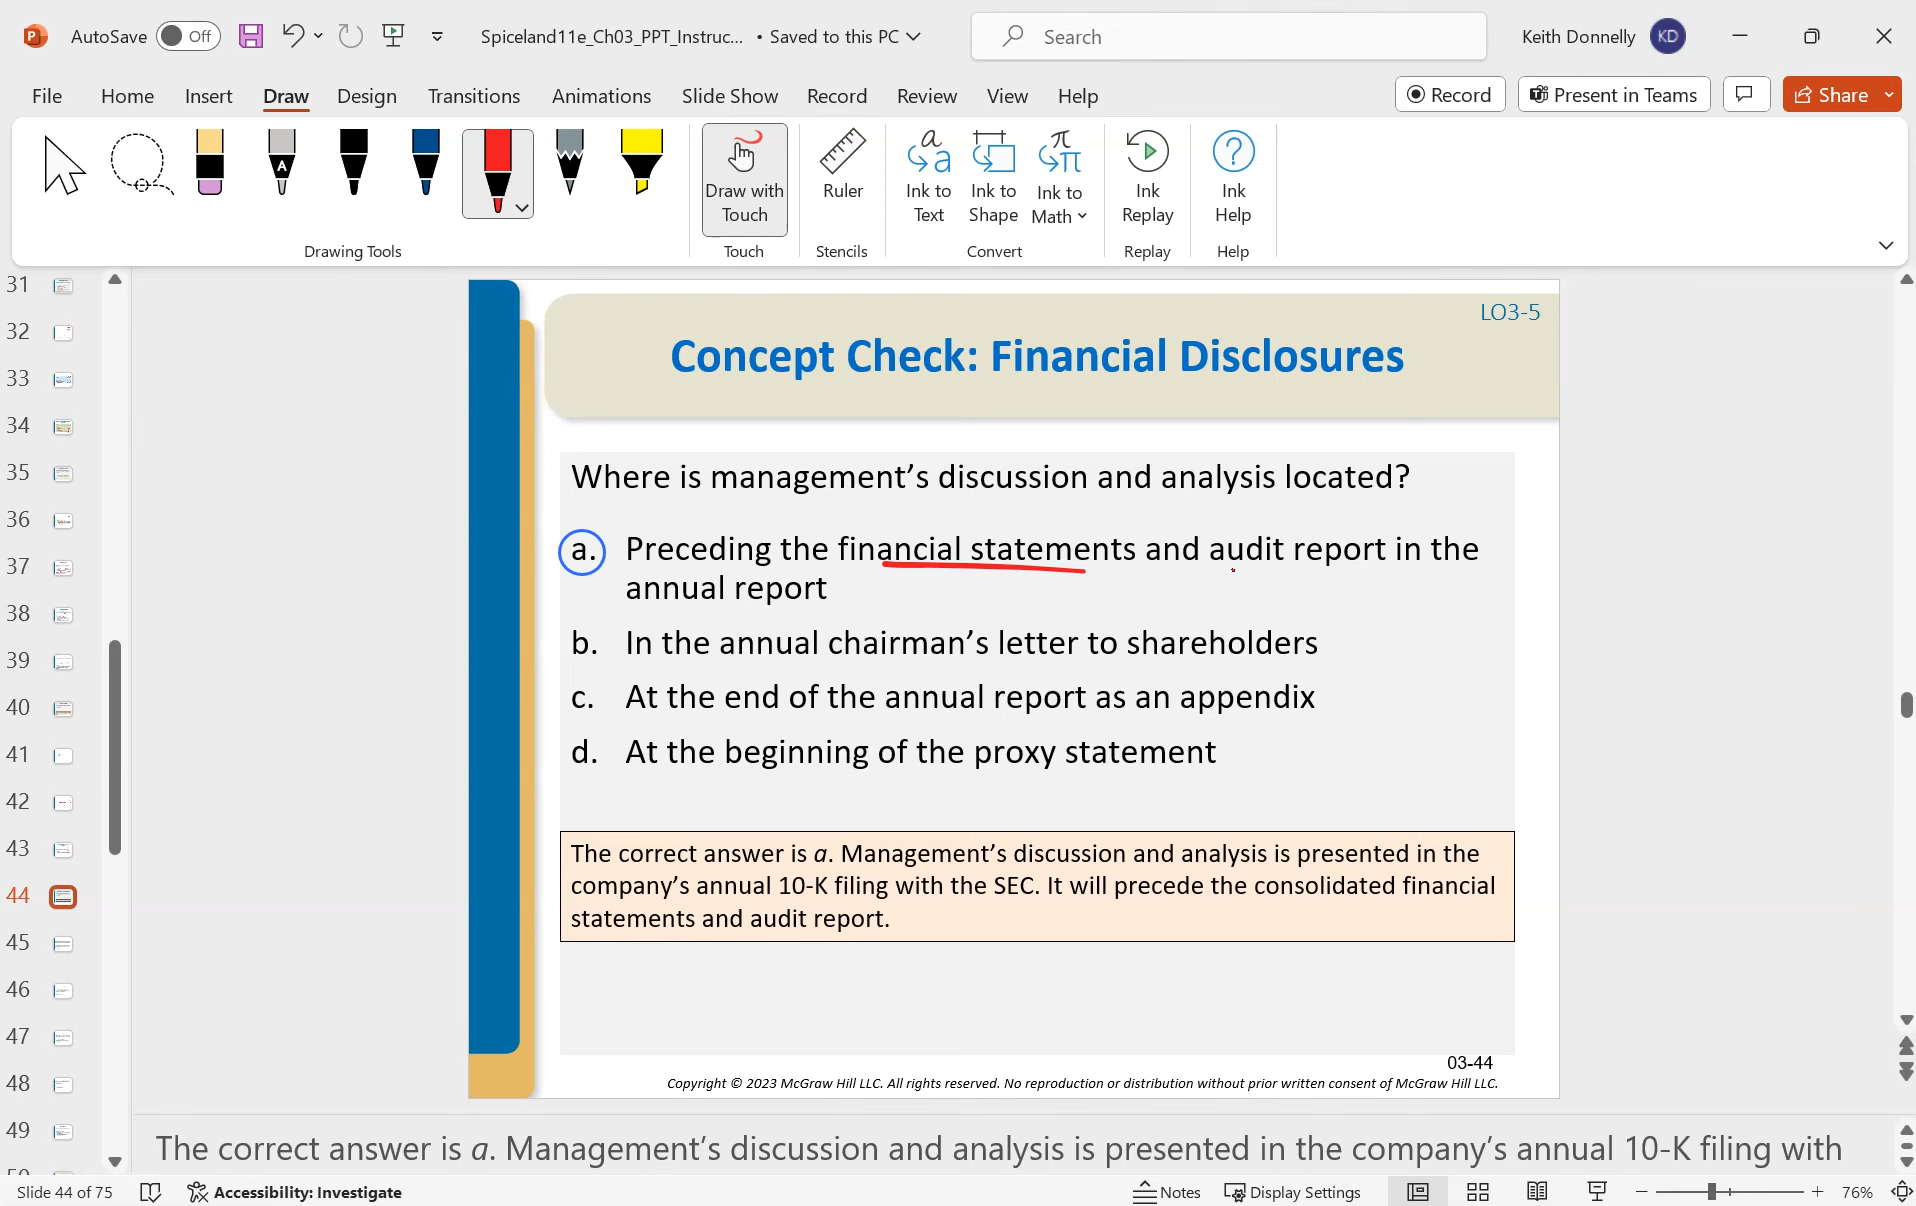 AutoSave Off Spiceland11e_Ch03_PPT_Instruc... • Saved to this PC Search Keith Donnelly KD
File Home Insert Draw Design Transitions Animations Slide Show Record Review View Help Record Present in Teams Share
Draw with Touch
Ruler
Ink to Text
Ink to Shape
Ink to Math
Ink Replay
Ink Help
Drawing Tools Touch Stencils Convert Replay Help
31
32
33
34
35
36
37
38
39
40
41
42
43
44
45
46
47
48
49
LO3-5
Concept Check: Financial Disclosures
Where is management’s discussion and analysis located?
a. Preceding the financial statements and audit report in the
annual report
b. In the annual chairman’s letter to shareholders
c. At the end of the annual report as an appendix
d. At the beginning of the proxy statement
The correct answer is a. Management’s discussion and analysis is presented in the
company’s annual 10-K filing with the SEC. It will precede the consolidated financial
statements and audit report.
03-44
Copyright © 2023 McGraw Hill LLC. All rights reserved. No reproduction or distribution without prior written consent of McGraw Hill LLC.
The correct answer is a. Management’s discussion and analysis is presented in the company’s annual 10-K filing with
Slide 44 of 75 Accessibility: Investigate Notes Display Settings 76%